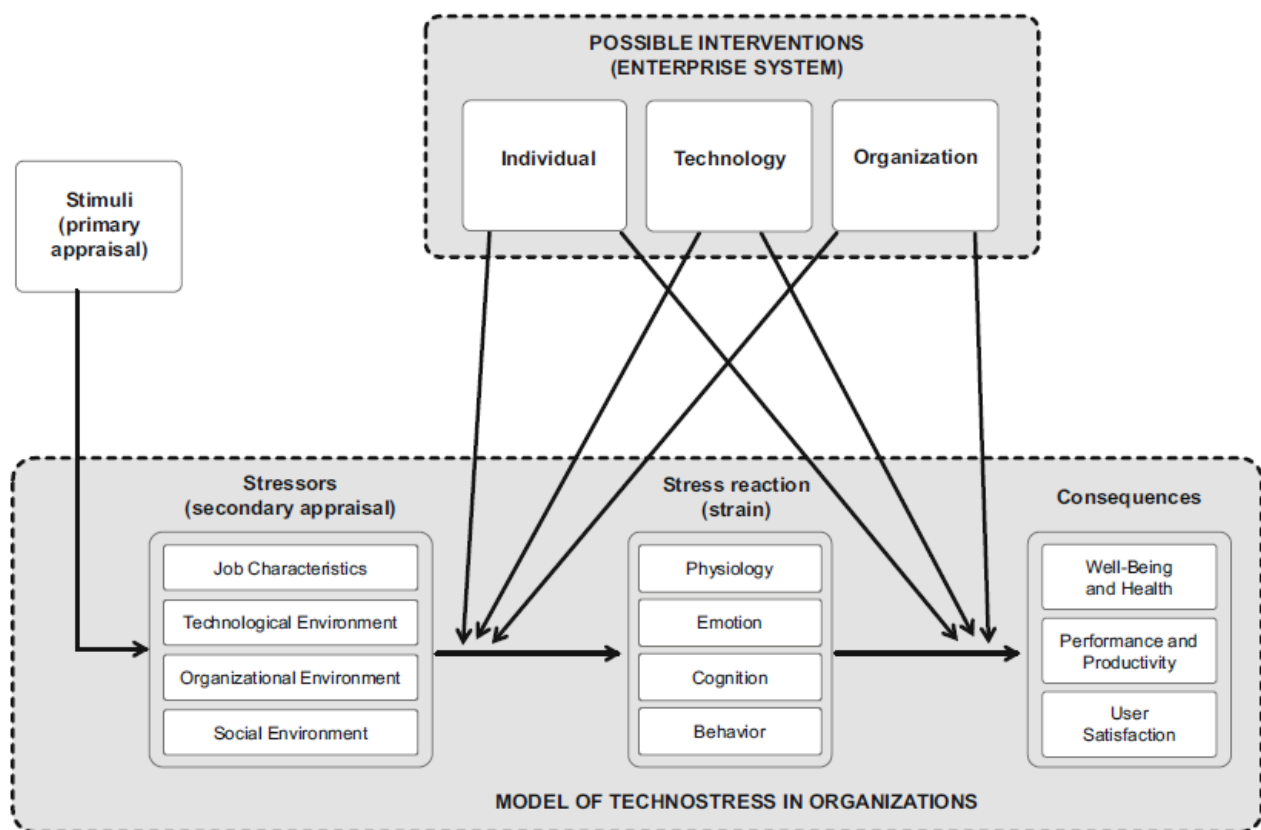 POSSIBLE INTERVENTIONS
(ENTERPRISE SYSTEM)
Individual
Technology
Organization
Stimuli
(primary
appraisal)
Stressors
(secondary appraisal)
Job Characteristics
Technological Environment
Organizational Environment
Social Environment
Stress reaction
(strain)
Physiology
Emotion
Cognition
Behavior
Consequences
Well-Being
and Health
Performance and
Productivity
User
Satisfaction
MODEL OF TECHNOSTRESS IN ORGANIZATIONS